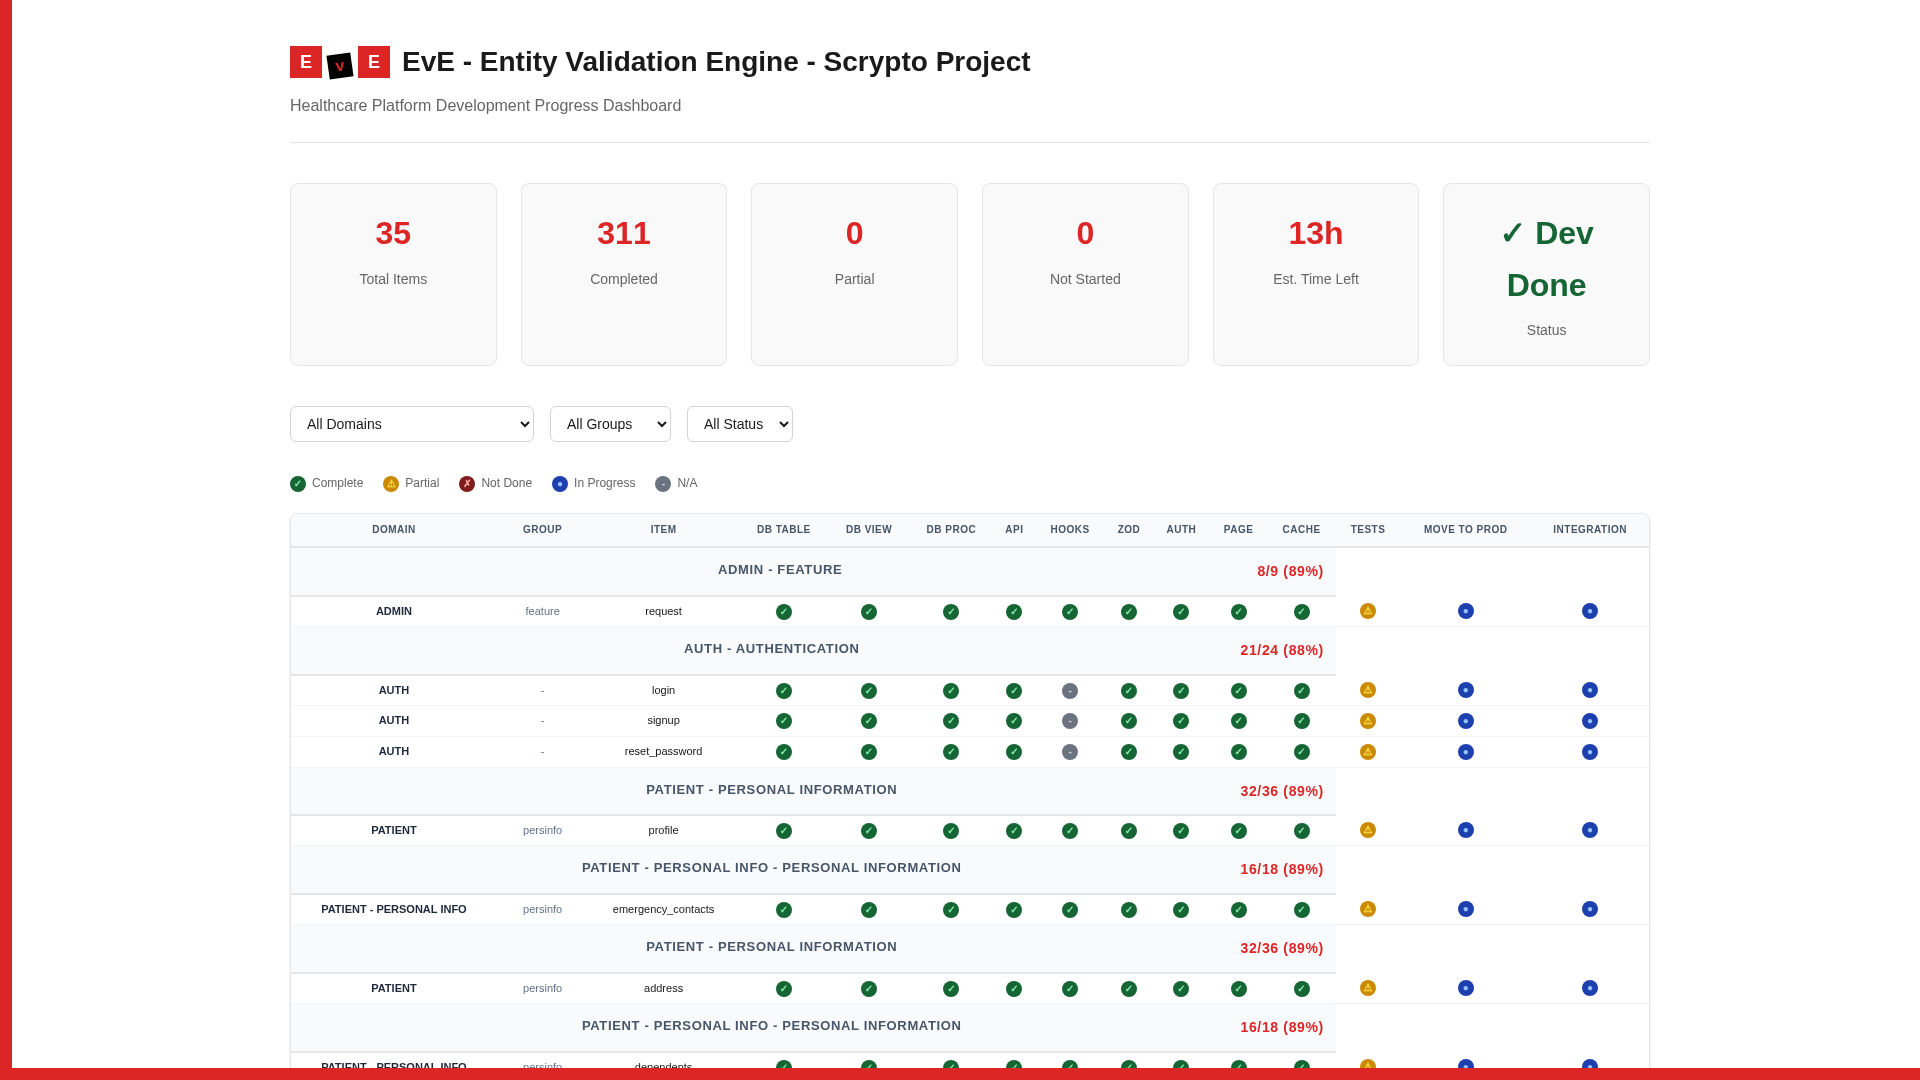 E v E EvE - Entity Validation Engine - Scrypto Project
Healthcare Platform Development Progress Dashboard
35 311 0 0 13h ✓ Dev Done
Total Items Completed Partial Not Started Est. Time Left Status
All Domains All Groups All Status
✓ Complete ⚠ Partial ✗ Not Done ● In Progress - N/A
DOMAIN GROUP ITEM DB TABLE DB VIEW DB PROC API HOOKS ZOD AUTH PAGE CACHE TESTS MOVE TO PROD INTEGRATION
ADMIN - FEATURE 8/9 (89%)
ADMIN feature request ✓ ✓ ✓ ✓ ✓ ✓ ✓ ✓ ✓ ⚠ ● ●
AUTH - AUTHENTICATION 21/24 (88%)
AUTH - login ✓ ✓ ✓ ✓ - ✓ ✓ ✓ ✓ ⚠ ● ●
AUTH - signup ✓ ✓ ✓ ✓ - ✓ ✓ ✓ ✓ ⚠ ● ●
AUTH - reset_password ✓ ✓ ✓ ✓ - ✓ ✓ ✓ ✓ ⚠ ● ●
PATIENT - PERSONAL INFORMATION 32/36 (89%)
PATIENT persinfo profile ✓ ✓ ✓ ✓ ✓ ✓ ✓ ✓ ✓ ⚠ ● ●
PATIENT - PERSONAL INFO - PERSONAL INFORMATION 16/18 (89%)
PATIENT - PERSONAL INFO persinfo emergency_contacts ✓ ✓ ✓ ✓ ✓ ✓ ✓ ✓ ✓ ⚠ ● ●
PATIENT - PERSONAL INFORMATION 32/36 (89%)
PATIENT persinfo address ✓ ✓ ✓ ✓ ✓ ✓ ✓ ✓ ✓ ⚠ ● ●
PATIENT - PERSONAL INFO - PERSONAL INFORMATION 16/18 (89%)
PATIENT - PERSONAL INFO persinfo dependents ✓ ✓ ✓ ✓ ✓ ✓ ✓ ✓ ✓ ⚠ ● ●